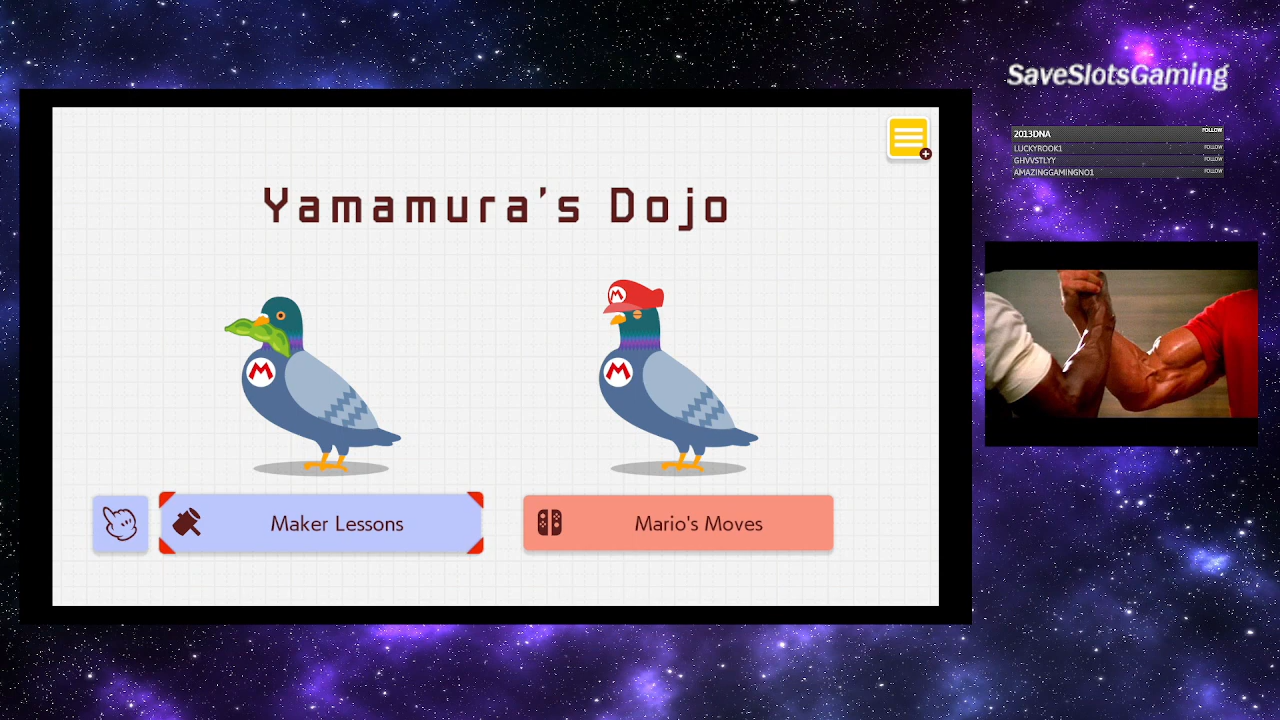 SaveSlotsGaming
2013DNA FOLLOW
LUCKYROOK1 FOLLOW
GHVVSTLYY FOLLOW
AMAZINGGAMINGNO1 FOLLOW
Yamamura's Dojo
M
M
M
Maker Lessons
Mario's Moves